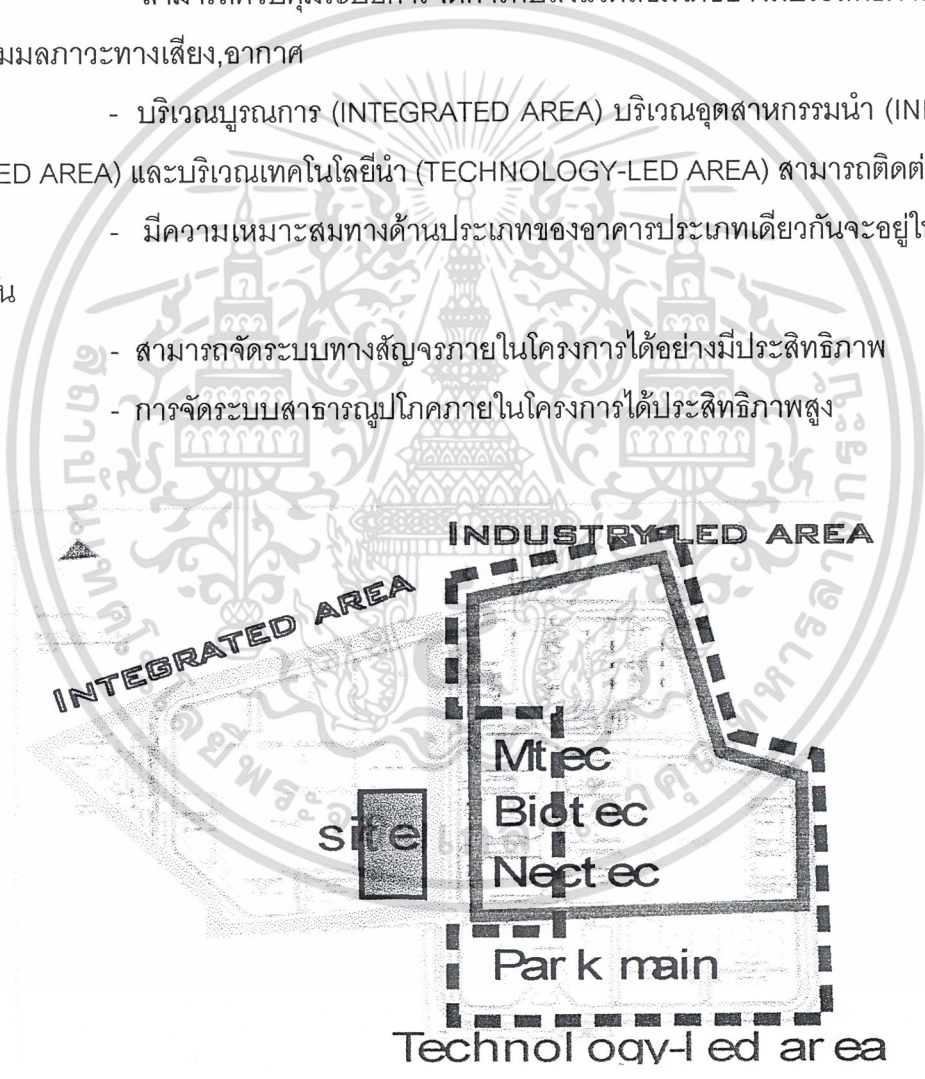 มมลภาวะทางเสียง,อากาศ
- บริเวณบูรณการ (INTEGRATED AREA) บริเวณอุตสาหกรรมนำ (IN
ED AREA) และบริเวณเทคโนโลยีนำ (TECHNOLOGY-LED AREA) สามารถติดต่
- มีความเหมาะสมทางด้านประเภทของอาคารประเภทเดียวกันจะอยู่ใ
น
- สามารถจัดระบบทางสัญจรภายในโครงการได้อย่างมีประสิทธิภาพ
- การจัดระบบสาธารณูปโภคภายในโครงการได้ประสิทธิภาพสูง
INDUSTRY-LED AREA
INTEGRATED AREA
Mtec
Biotec
site
Nectec
Park main
Technology-led area